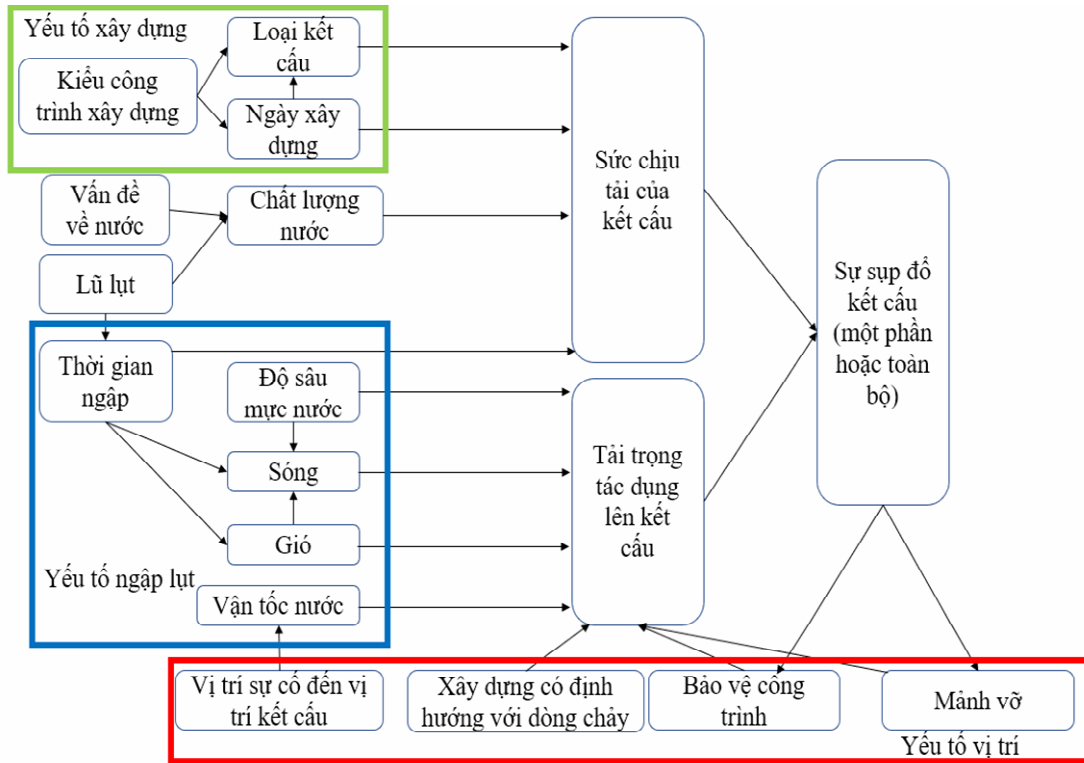 Yếu tố xây dựng
Loại kết
cấu
Kiểu công
trình xây dựng
Ngày xây
dựng
Sức chịu
tải của
kết cấu
Vấn đề
về nước
Chất lượng
nước
Lũ lụt
Sự sụp đổ
kết cấu
(một phần
hoặc toàn
bộ)
Thời gian
ngập
Độ sâu
mực nước
Sóng
Gió
Tải trọng
tác dụng
lên kết
cấu
Yếu tố ngập lụt
Vận tốc nước
Vị trí sự cố đến vị
trí kết cấu
Xây dựng có định
hướng với dòng chảy
Bảo vệ công
trình
Mảnh vỡ
Yếu tố vị trí